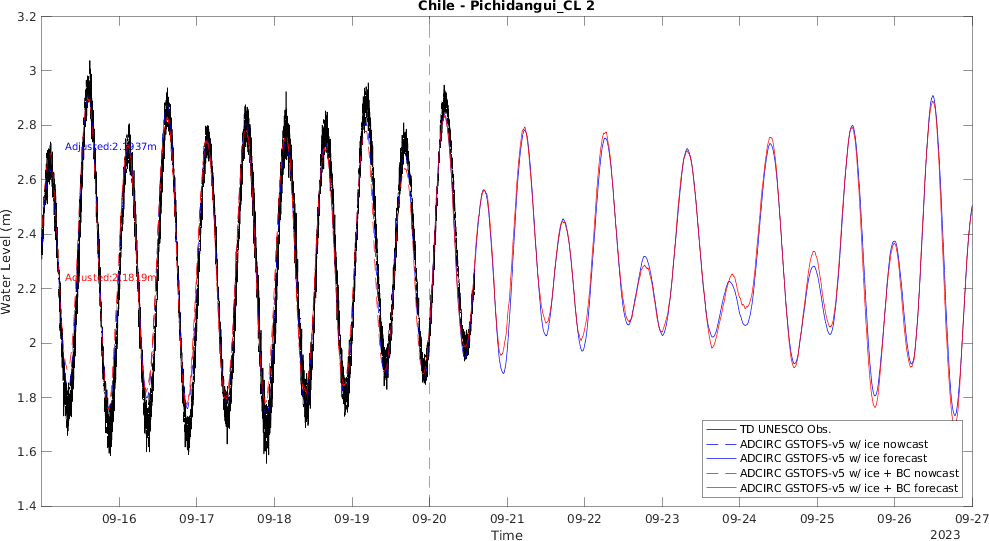 Chile - Pichidangui_CL 2
3.2
3
2.8
2.6
2.4
2.2
2
1.8
1.6
1.4
Water Level (m)
Adjusted:2.1937m
Adjusted:2.1819m
TD UNESCO Obs.
ADCIRC GSTOFS-v5 w/ ice nowcast
ADCIRC GSTOFS-v5 w/ ice forecast
ADCIRC GSTOFS-v5 w/ ice + BC nowcast
ADCIRC GSTOFS-v5 w/ ice + BC forecast
09-16 09-17 09-18 09-19 09-20 09-21 09-22 09-23 09-24 09-25 09-26 09-27
Time
2023